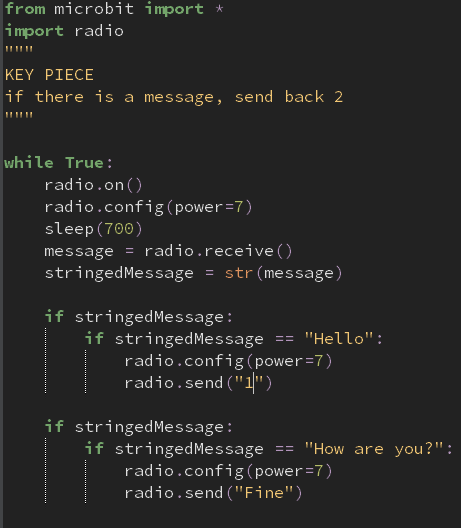 from microbit import *
import radio
"""
KEY PIECE
if there is a message, send back 2
"""

while True:
    radio.on()
    radio.config(power=7)
    sleep(700)
    message = radio.receive()
    stringedMessage = str(message)

    if stringedMessage:
        if stringedMessage == "Hello":
            radio.config(power=7)
            radio.send("1")

    if stringedMessage:
        if stringedMessage == "How are you?":
            radio.config(power=7)
            radio.send("Fine")